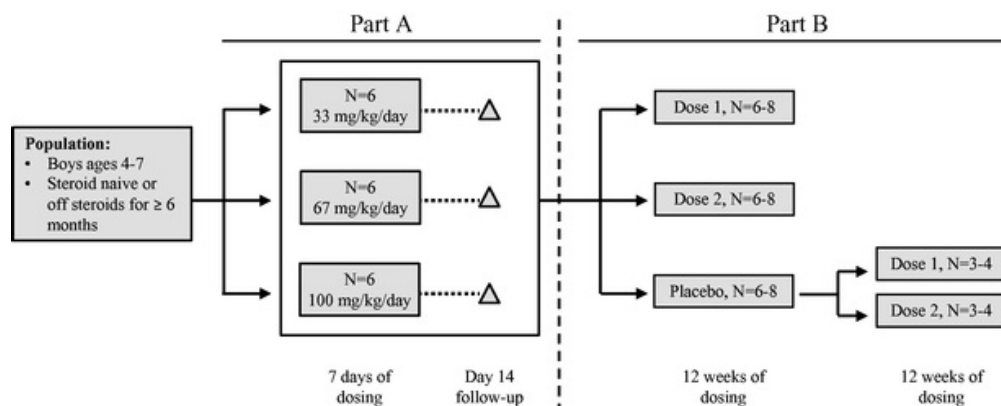 Part A
Part B
Population:
• Boys ages 4-7
• Steroid naive or
off steroids for ≥ 6
months
N=6
33 mg/kg/day
N=6
67 mg/kg/day
N=6
100 mg/kg/day
7 days of
dosing
Day 14
follow-up
Dose 1, N=6-8
Dose 2, N=6-8
Placebo, N=6-8
Dose 1, N=3-4
Dose 2, N=3-4
12 weeks of
dosing
12 weeks of
dosing